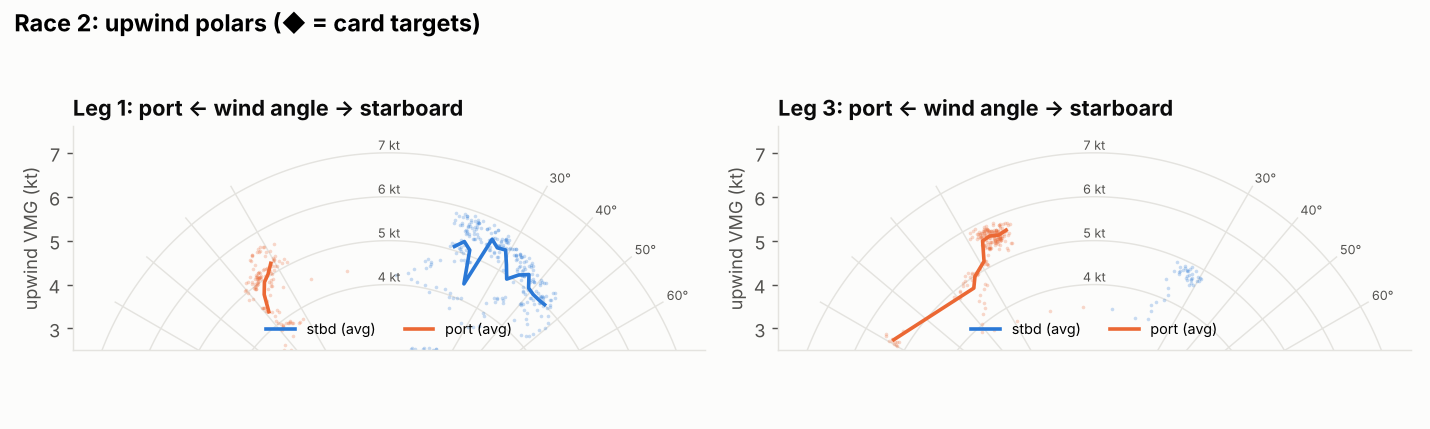 Race 2: upwind polars (◆ = card targets)
Leg 1: port ← wind angle → starboard
upwind VMG (kt)
7
6
5
4
3
7 kt
6 kt
5 kt
4 kt
30°
40°
50°
60°
stbd (avg)
port (avg)
Leg 3: port ← wind angle → starboard
upwind VMG (kt)
7
6
5
4
3
7 kt
6 kt
5 kt
4 kt
30°
40°
50°
60°
stbd (avg)
port (avg)